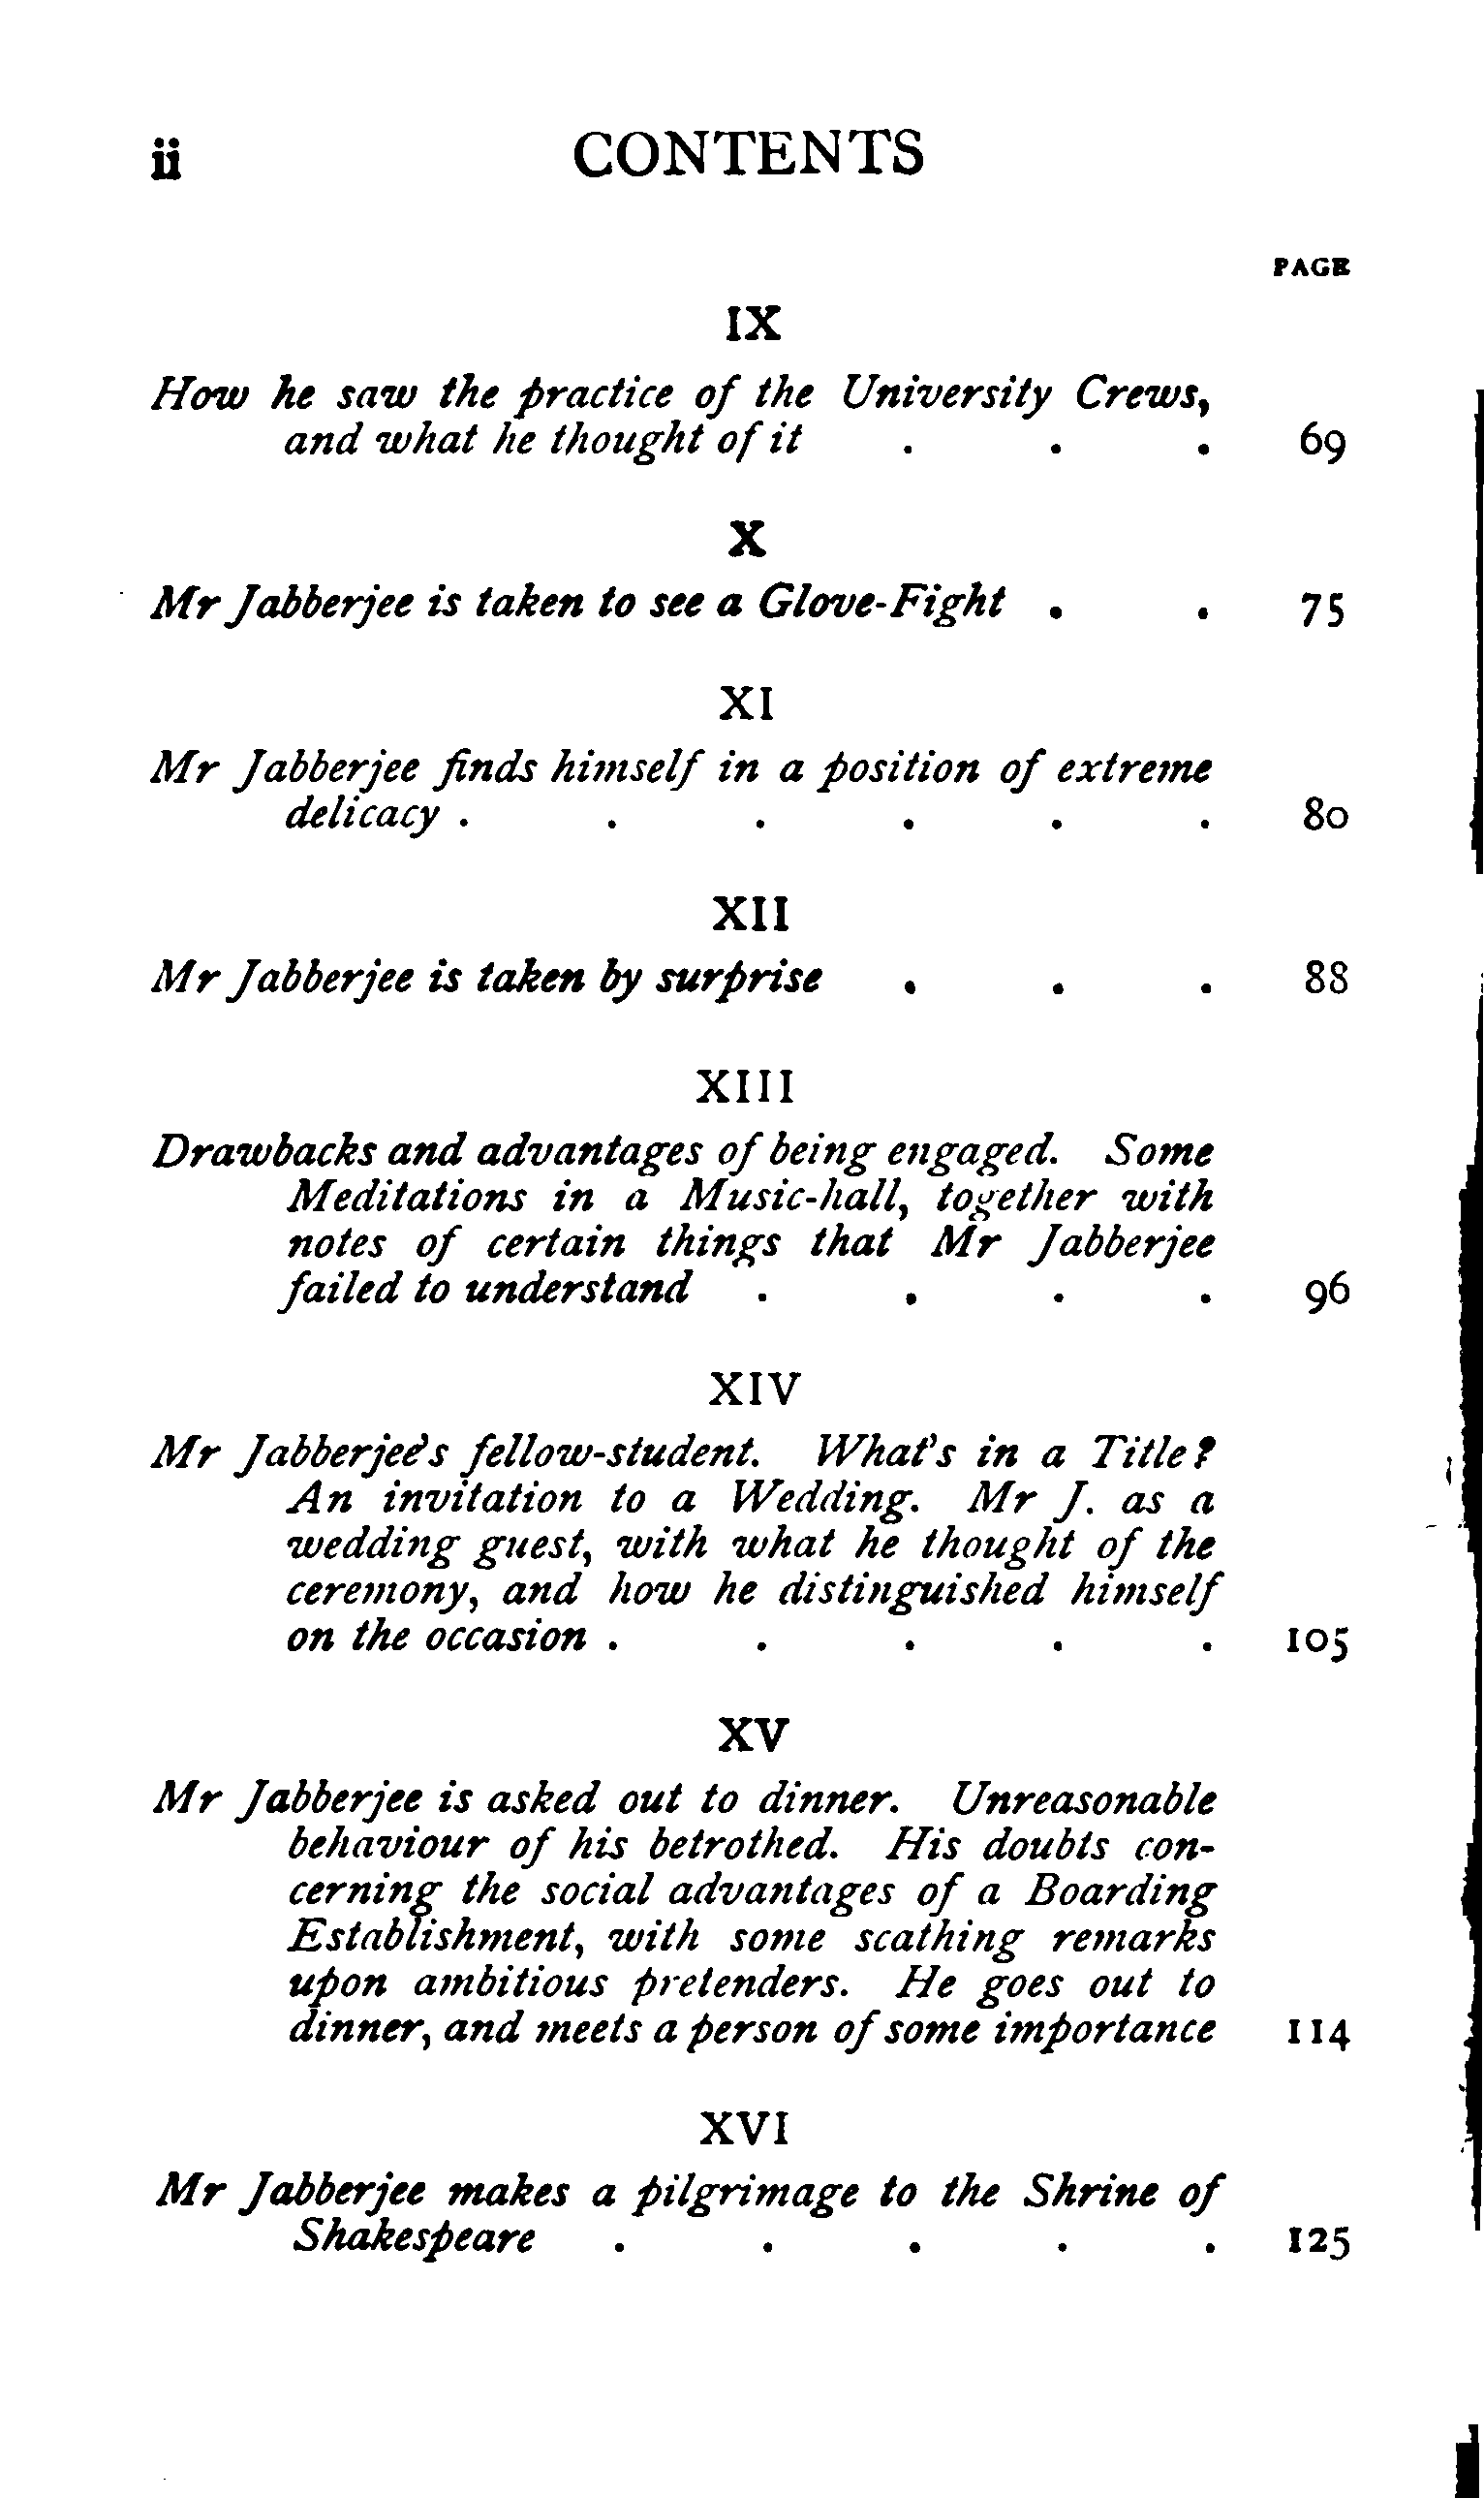 ii CONTENTS
PAGE
IX
How he saw the practice of the University Crews,
and what he thought of it . . . 69
X
Mr Jabberjee is taken to see a Glove-Fight . . 75
XI
Mr Jabberjee finds himself in a position of extreme
delicacy . . . . . . 80
XII
Mr Jabberjee is taken by surprise . . . 88
XIII
Drawbacks and advantages of being engaged. Some
Meditations in a Music-hall, together with
notes of certain things that Mr Jabberjee
failed to understand . . . . 96
XIV
Mr Jabberjee's fellow-student. What's in a Title?
An invitation to a Wedding. Mr J. as a
wedding guest, with what he thought of the
ceremony, and how he distinguished himself
on the occasion . . . . . 105
XV
Mr Jabberjee is asked out to dinner. Unreasonable
behaviour of his betrothed. His doubts con-
cerning the social advantages of a Boarding
Establishment, with some scathing remarks
upon ambitious pretenders. He goes out to
dinner, and meets a person of some importance 114
XVI
Mr Jabberjee makes a pilgrimage to the Shrine of
Shakespeare . . . . . 125